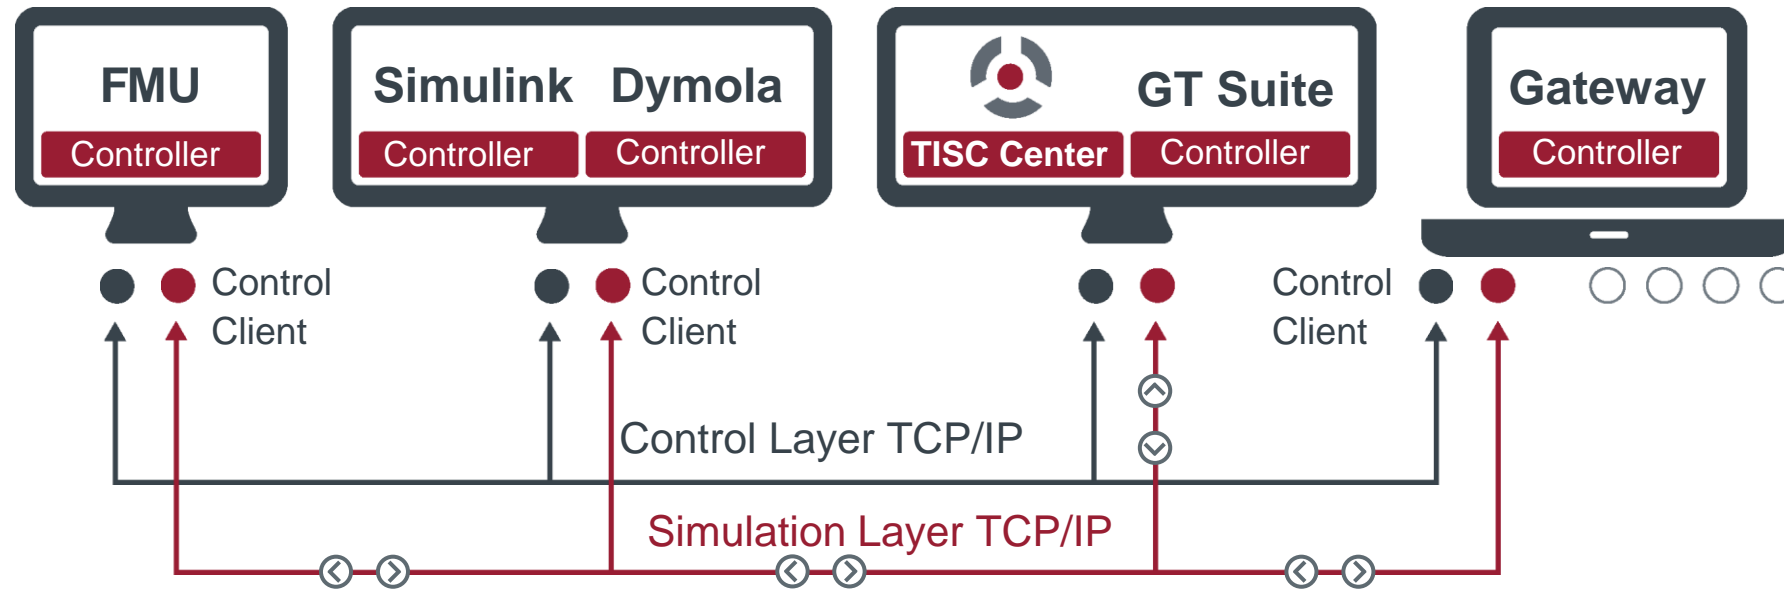 FMU
Controller
Simulink Dymola
Controller Controller
GT Suite
TISC Center Controller
Gateway
Controller
Control
Client
Control
Client
Control
Client
Control Layer TCP/IP
Simulation Layer TCP/IP